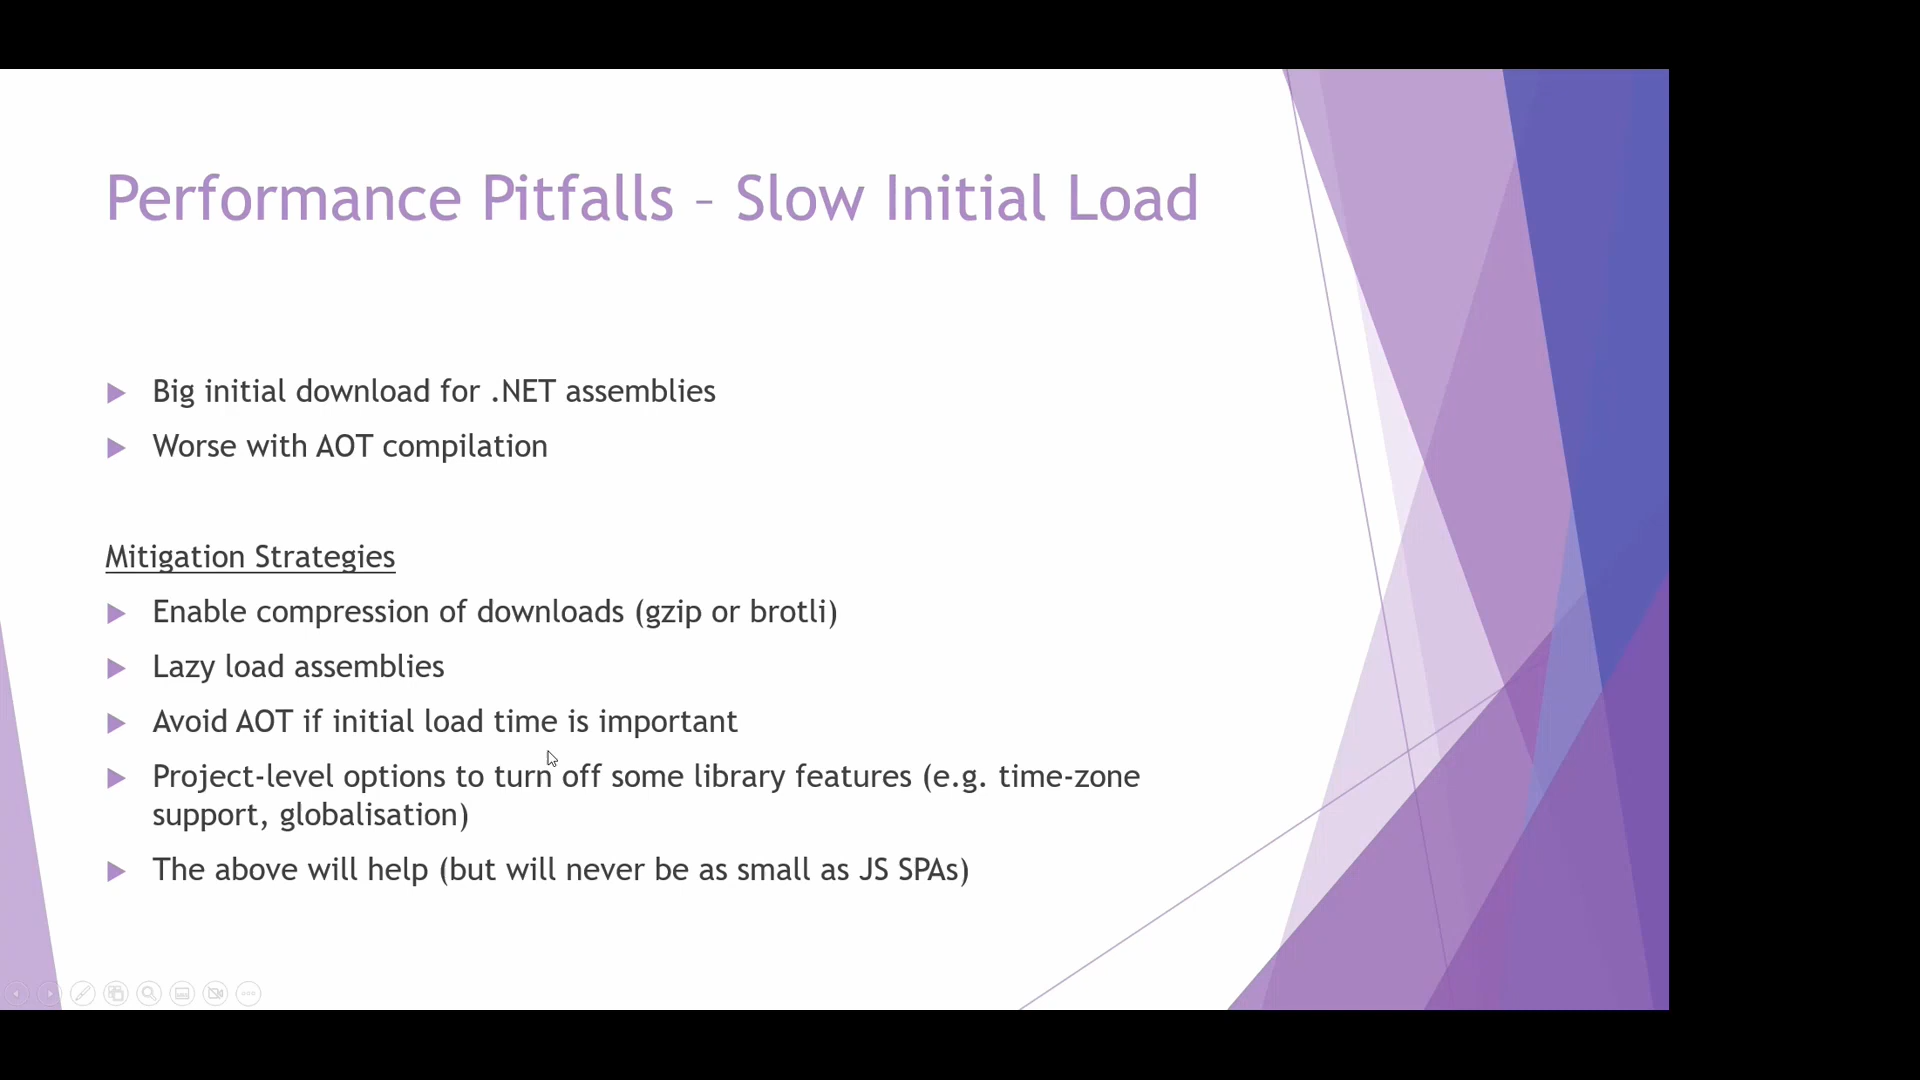 Performance Pitfalls – Slow Initial Load
Big initial download for .NET assemblies
Worse with AOT compilation
Mitigation Strategies
Enable compression of downloads (gzip or brotli)
Lazy load assemblies
Avoid AOT if initial load time is important
Project-level options to turn off some library features (e.g. time-zone
support, globalisation)
The above will help (but will never be as small as JS SPAs)